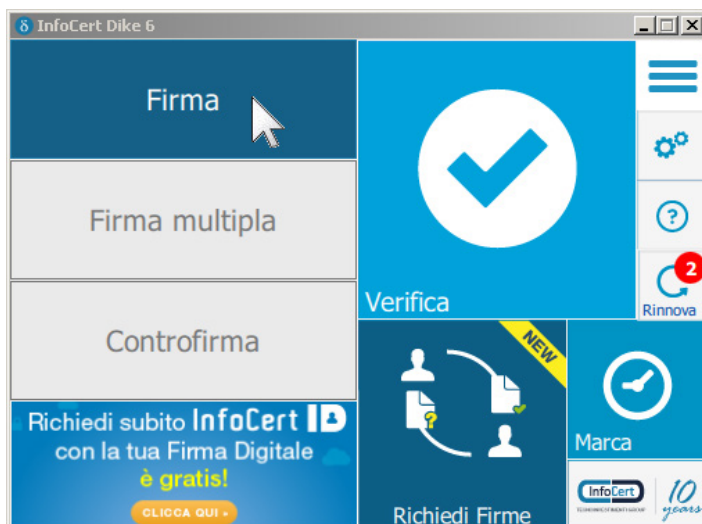 InfoCert Dike 6
Firma
Firma multipla
Controfirma
Verifica
2
Rinnova
Richiedi subito InfoCert ID
con la tua Firma Digitale
è gratis!
CLICCA QUI
NEW
Richiedi Firme
Marca
InfoCert
10
years